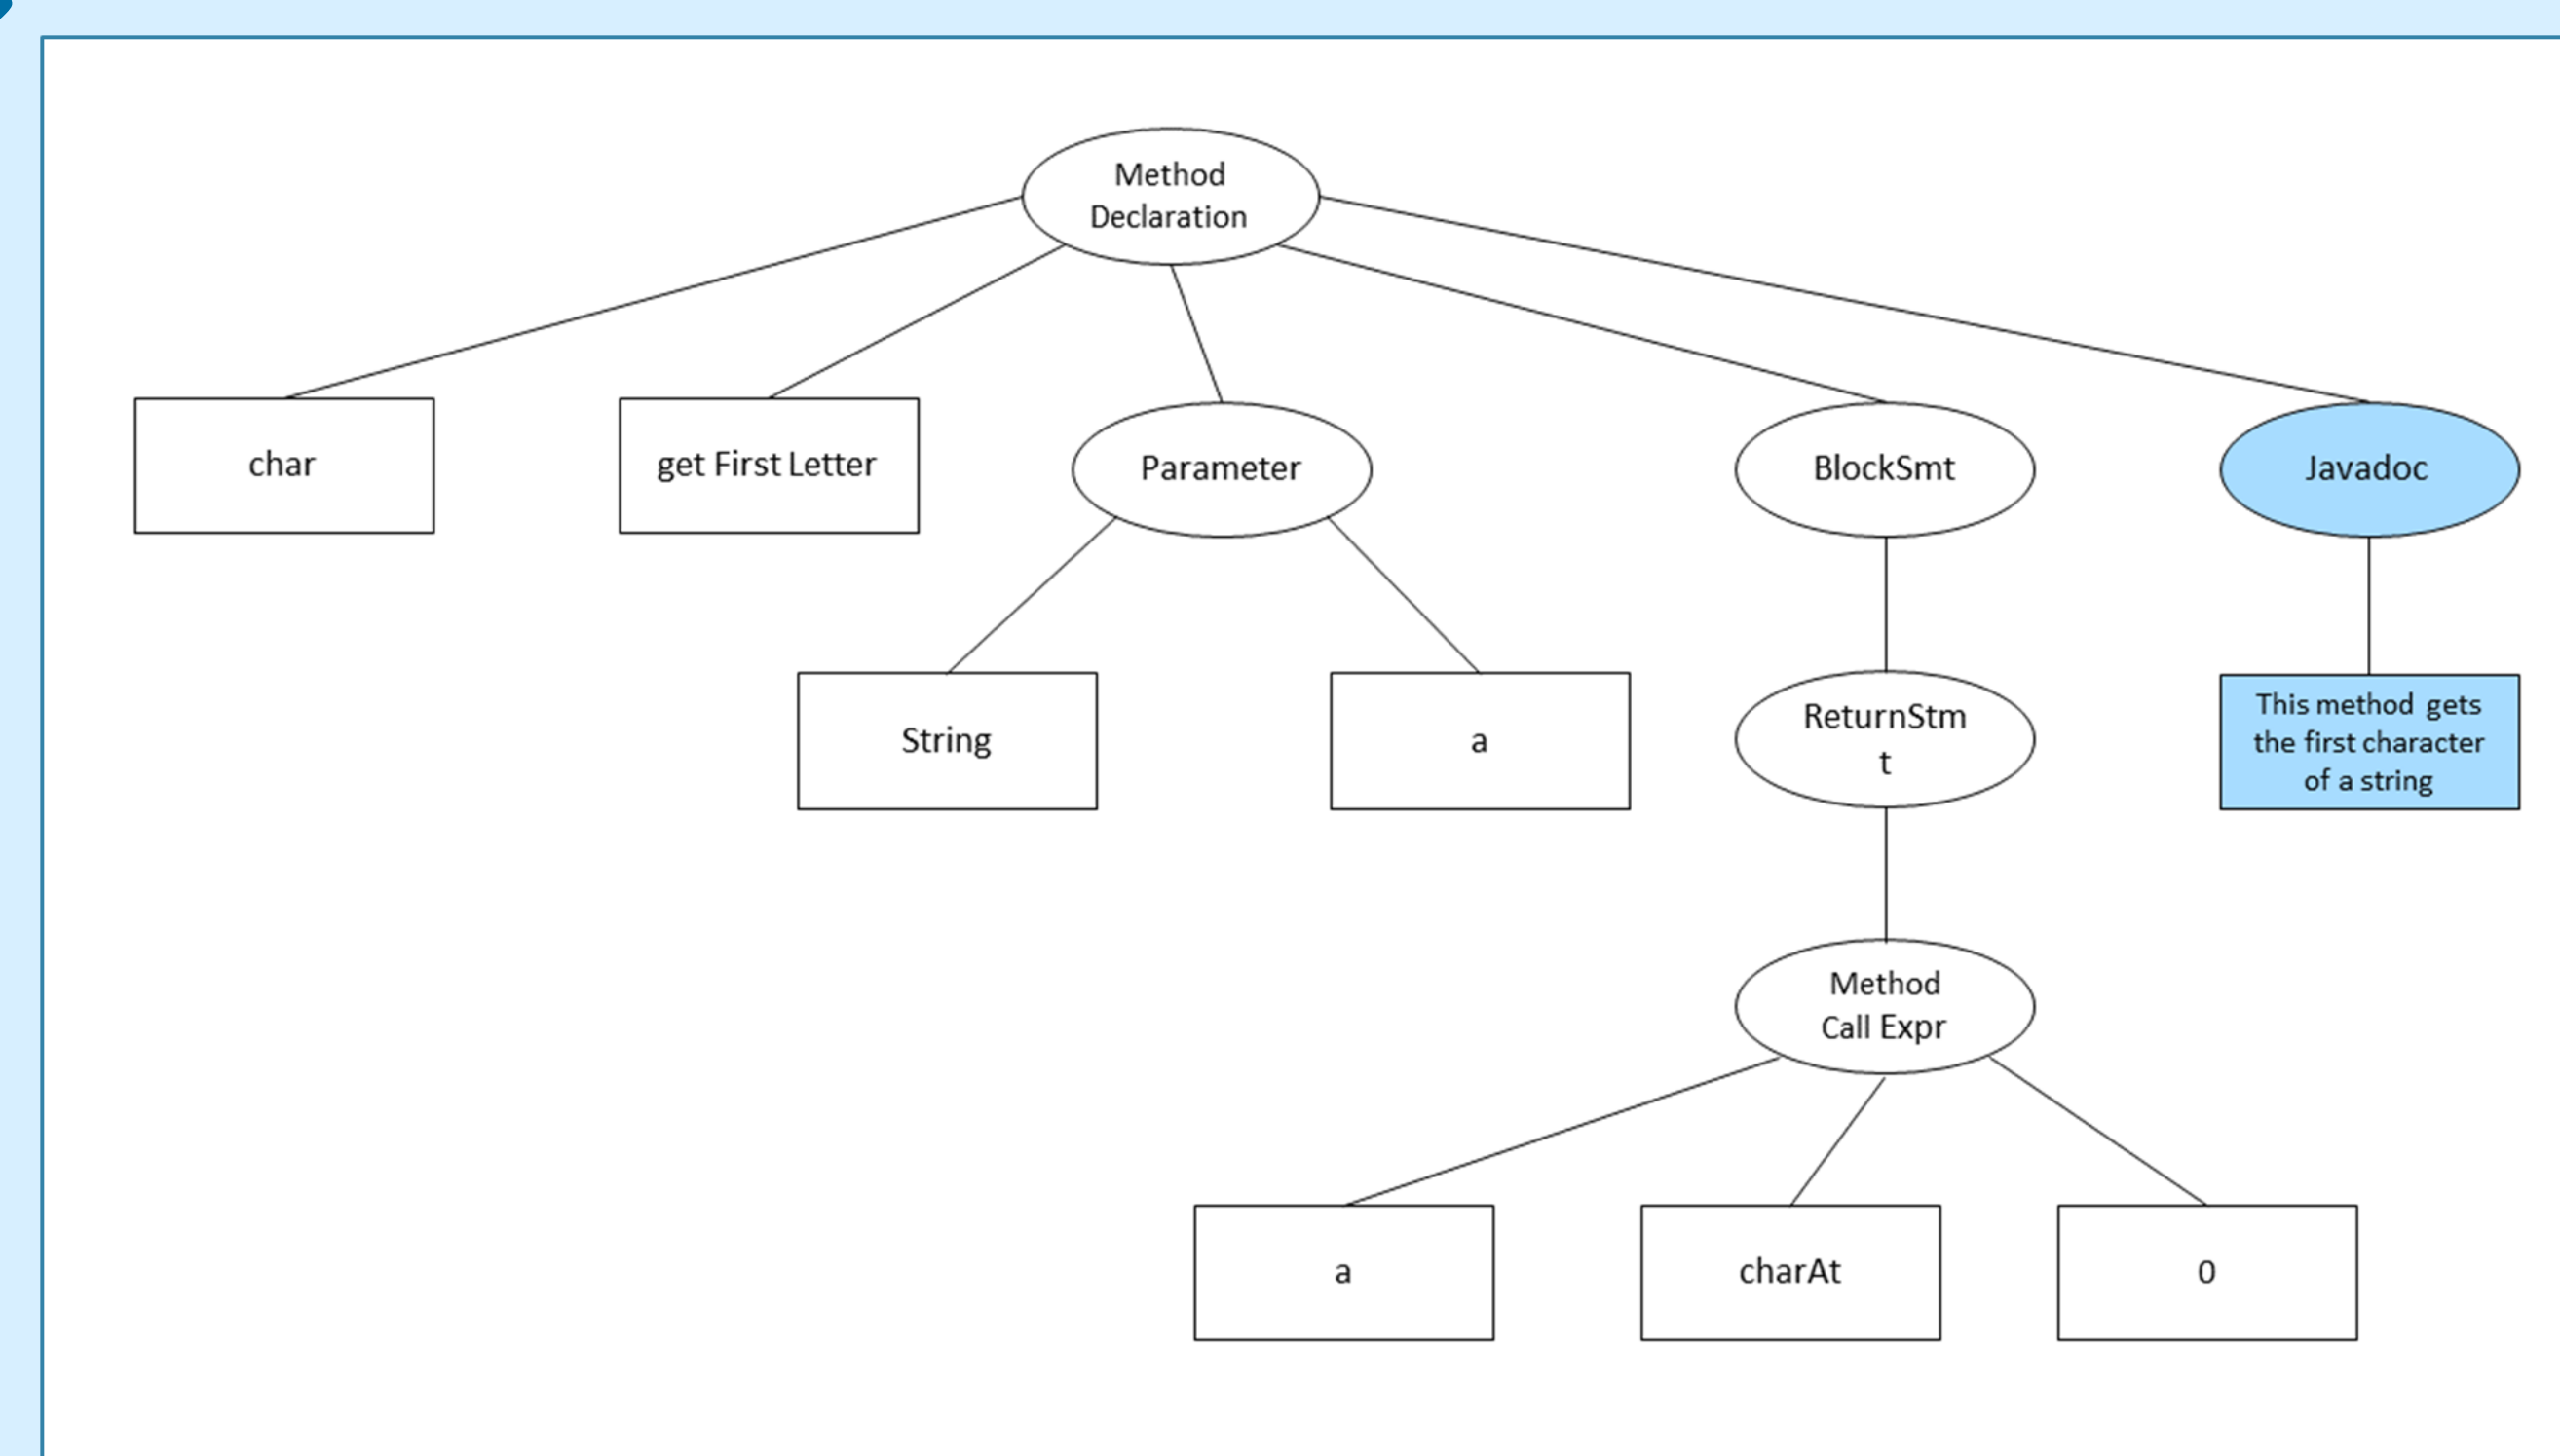 Method
Declaration
char
get First Letter
Parameter
BlockSmt
Javadoc
String
a
ReturnStm
t
This method gets
the first character
of a string
Method
Call Expr
a
charAt
0